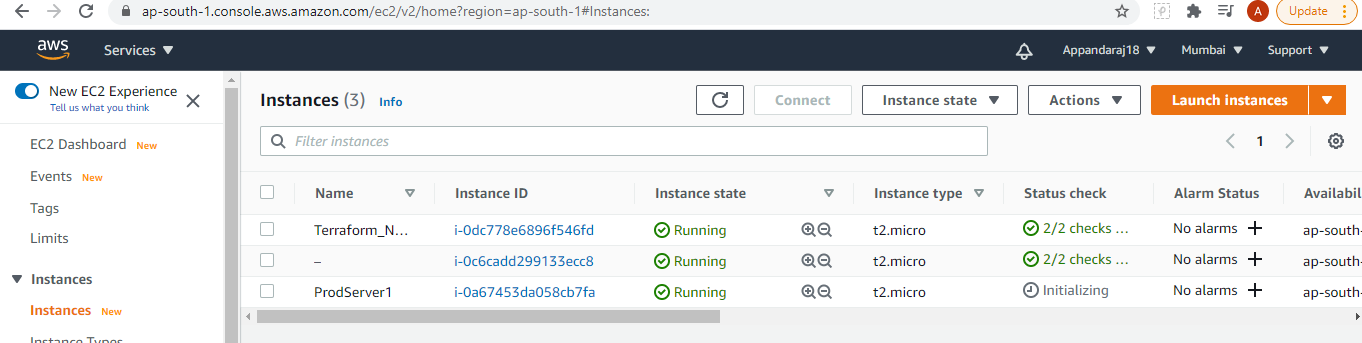 ap-south-1.console.aws.amazon.com/ec2/v2/home?region=ap-south-1#Instances:
A Update
aws Services Appandaraj18 Mumbai Support
New EC2 Experience
Tell us what you think
EC2 Dashboard New
Events New
Tags
Limits
Instances
Instances New
Instance Types
Instances (3) Info Connect Instance state Actions Launch instances
Filter instances 1
Name Instance ID Instance state Instance type Status check Alarm Status Availabil
Terraform_N... i-0dc778e6896f546fd Running t2.micro 2/2 checks ... No alarms + ap-south-
– i-0c6cadd299133ecc8 Running t2.micro 2/2 checks ... No alarms + ap-south-
ProdServer1 i-0a67453da058cb7fa Running t2.micro Initializing No alarms + ap-south-